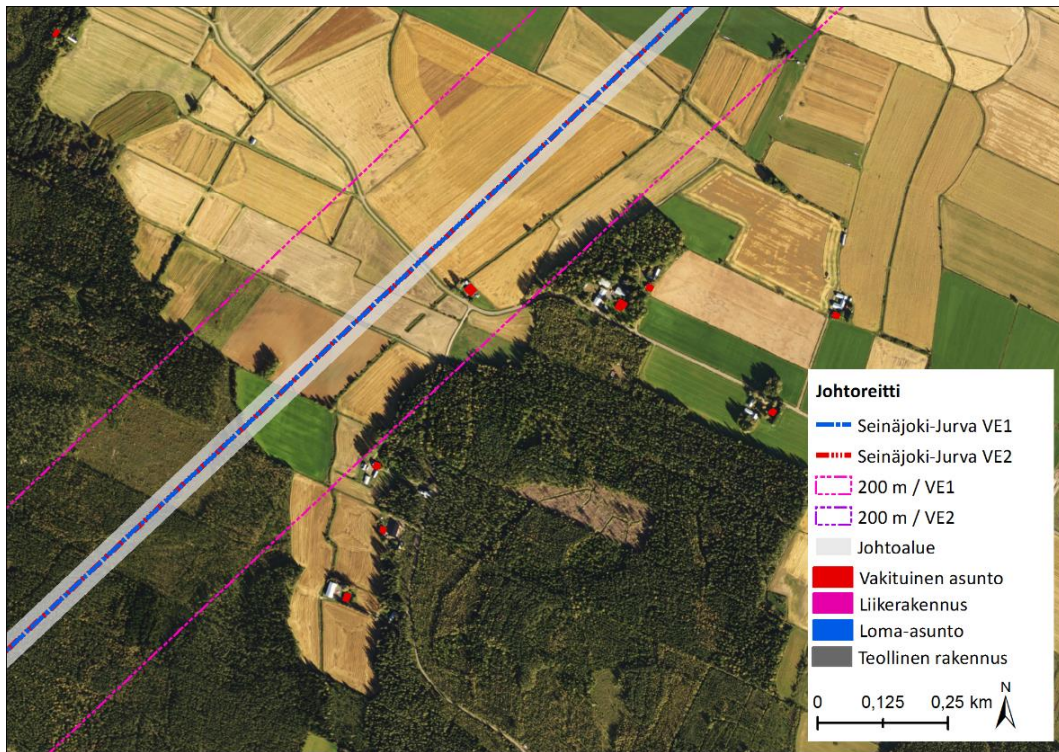 Johtoreitti
Seinäjoki-Jurva VE1
Seinäjoki-Jurva VE2
200 m / VE1
200 m / VE2
Johtoalue
Vakituinen asunto
Liikerakennus
Loma-asunto
Teollinen rakennus
0 0,125 0,25 km
N